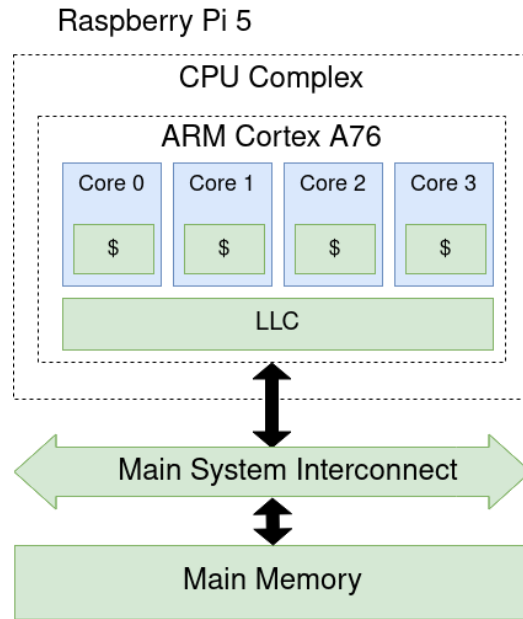 Raspberry Pi 5
CPU Complex
ARM Cortex A76
Core 0 Core 1 Core 2 Core 3
$ $ $ $
LLC
Main System Interconnect
Main Memory